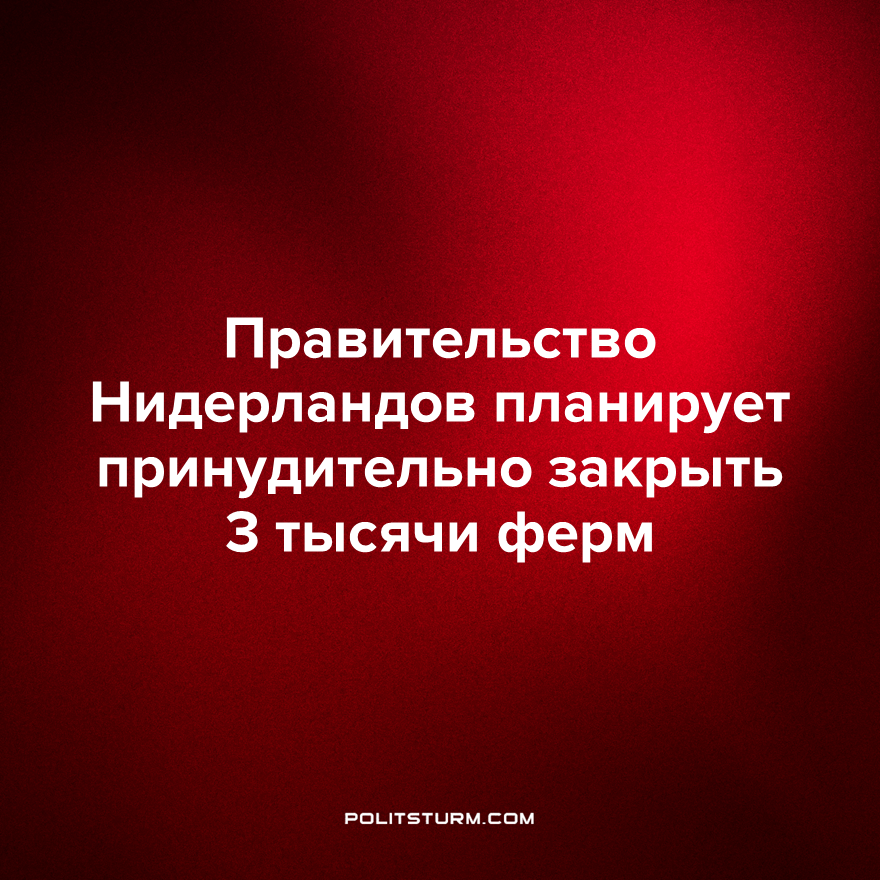 Правительство
Нидерландов планирует
принудительно закрыть
3 тысячи ферм
POLITSTURM.COM